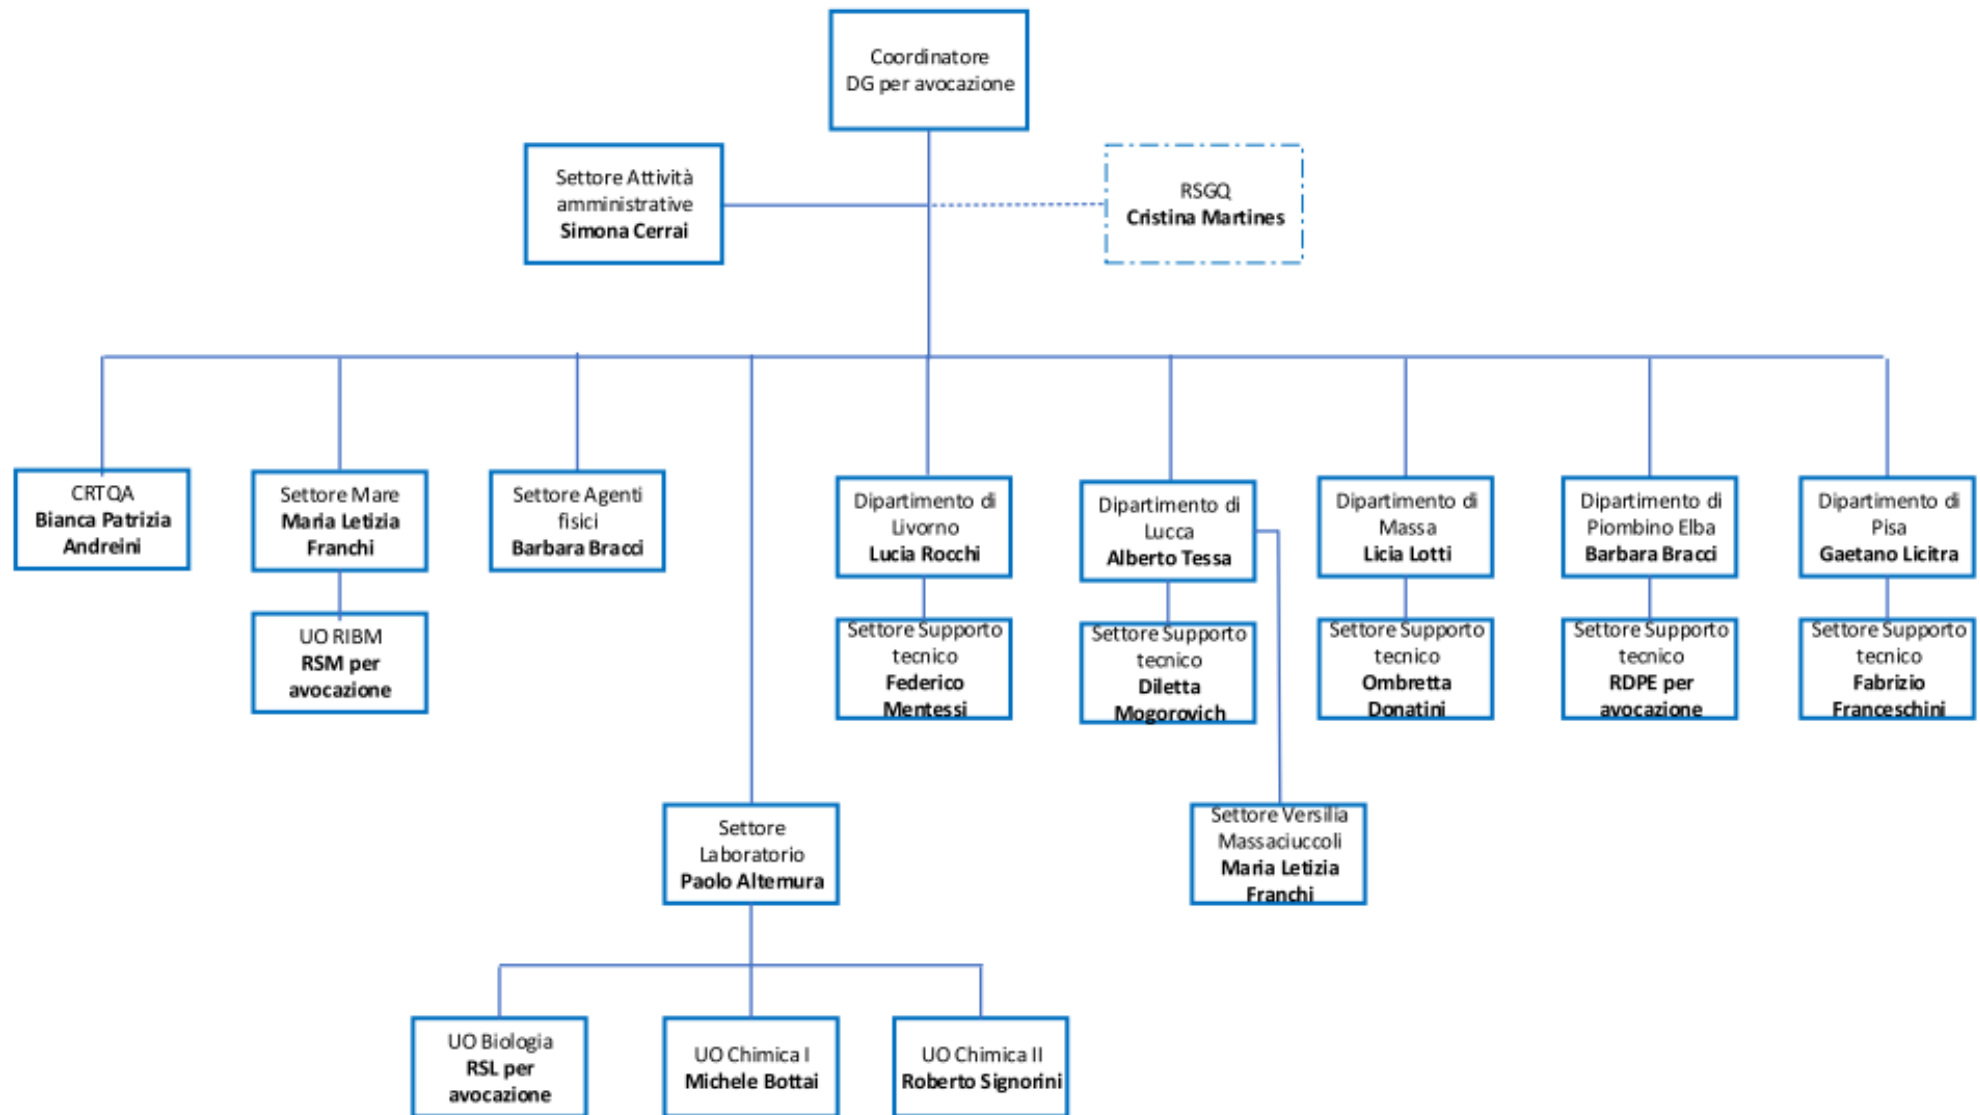 Coordinatore
DG per avocazione
Settore Attività
amministrative
Simona Cerrai
RSGQ
Cristina Martines
CRTQA
Bianca Patrizia
Andreini
Settore Mare
Maria Letizia
Franchi
Settore Agenti
fisici
Barbara Bracci
Dipartimento di
Livorno
Lucia Rocchi
Dipartimento di
Lucca
Alberto Tessa
Dipartimento di
Massa
Licia Lotti
Dipartimento di
Piombino Elba
Barbara Bracci
Dipartimento di
Pisa
Gaetano Licitra
UO RIBM
RSM per
avocazione
Settore Supporto
tecnico
Federico
Mentessi
Settore Supporto
tecnico
Diletta
Mogorovich
Settore Supporto
tecnico
Ombretta
Donatini
Settore Supporto
tecnico
RDPE per
avocazione
Settore Supporto
tecnico
Fabrizio
Franceschini
Settore
Laboratorio
Paolo Altemura
Settore Versilia
Massaciuccoli
Maria Letizia
Franchi
UO Biologia
RSL per
avocazione
UO Chimica I
Michele Bottai
UO Chimica II
Roberto Signorini